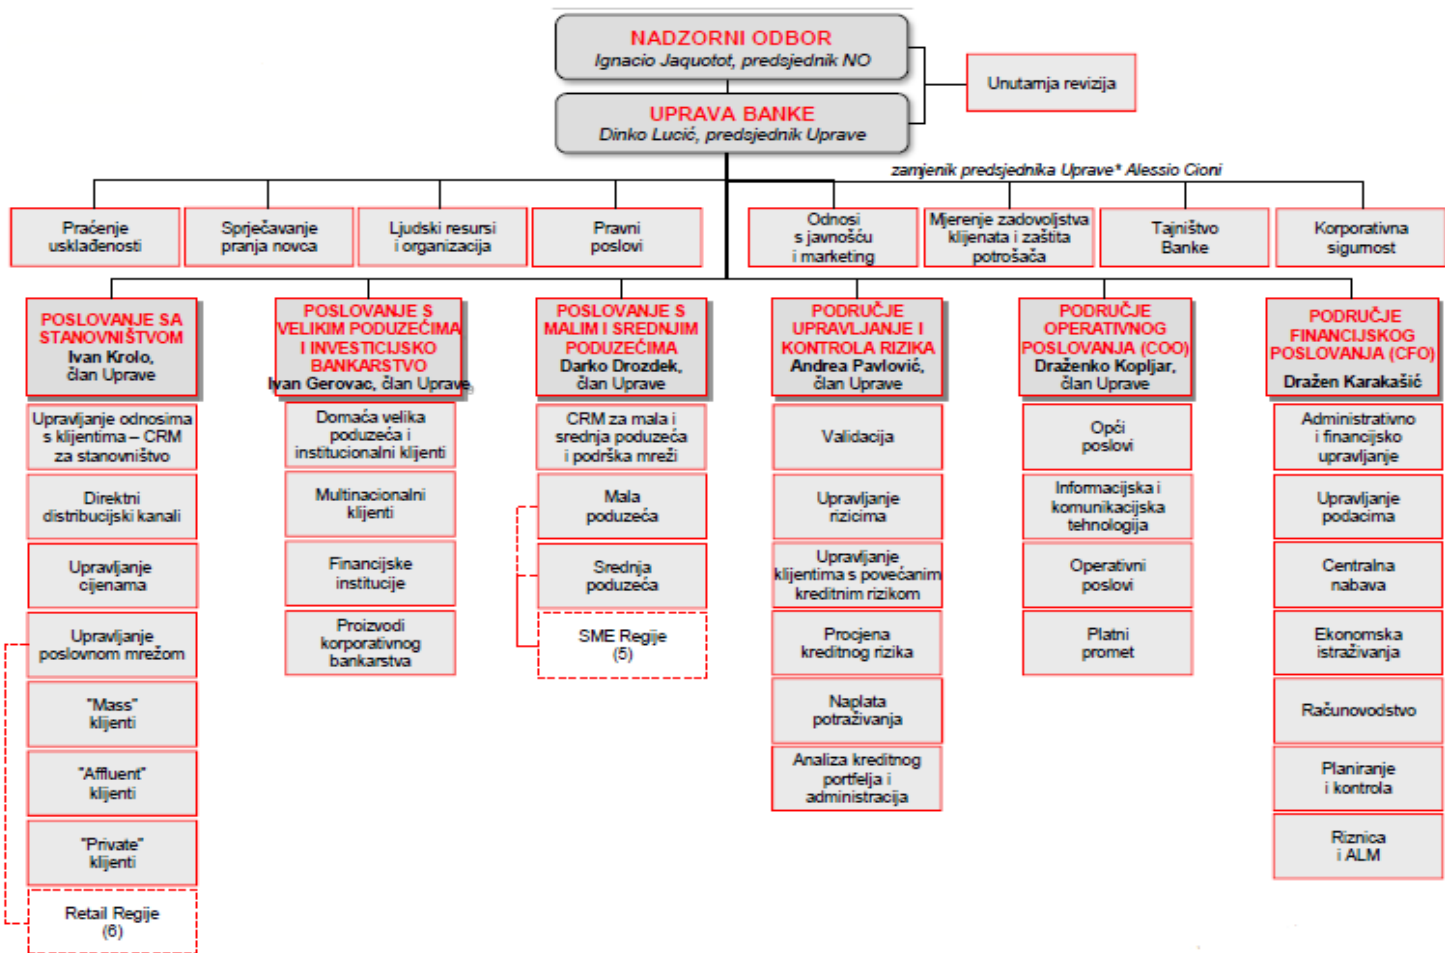 NADZORNI ODBOR
Ignacio Jaquotot, predsjednik NO
Unutarnja revizija
UPRAVA BANKE
Dinko Lucić, predsjednik Uprave
zamjenik predsjednika Uprave* Alessio Cioni
Praćenje
usklađenosti
Sprječavanje
pranja novca
Ljudski resursi
i organizacija
Pravni
poslovi
Odnosi
s javnošću
i marketing
Mjerenje zadovoljstva
klijenata i zaštita
potrošača
Tajništvo
Banke
Korporativna
sigurnost
POSLOVANJE SA
STANOVNIŠTVOM
Ivan Krolo,
član Uprave
Upravljanje odnosima
s klijentima – CRM
za stanovništvo
Direktni
distribucijski kanali
Upravljanje
cijenama
Upravljanje
poslovnom mrežom
"Mass"
klijenti
"Affluent"
klijenti
"Private"
klijenti
Retail Regije
(6)
POSLOVANJE S
VELIKIM PODUZEĆIMA
I INVESTICIJSKO
BANKARSTVO
Ivan Gerovac, član Uprave
Domaća velika
poduzeća i
institucionalni klijenti
Multinacionalni
klijenti
Financijske
institucije
Proizvodi
korporativnog
bankarstva
POSLOVANJE S
MALIM I SREDNJIM
PODUZEĆIMA
Darko Drozdek,
član Uprave
CRM za mala i
srednja poduzeća
i podrška mreži
Mala
poduzeća
Srednja
poduzeća
SME Regije
(5)
PODRUČJE
UPRAVLJANJE I
KONTROLA RIZIKA
Andrea Pavlović,
član Uprave
Validacija
Upravljanje
rizicima
Upravljanje
klijentima s povećanim
kreditnim rizikom
Procjena
kreditnog rizika
Naplata
potraživanja
Analiza kreditnog
portfelja i
administracija
PODRUČJE
OPERATIVNOG
POSLOVANJA (COO)
Draženko Kopljar,
član Uprave
Opći
poslovi
Informacijska i
komunikacijska
tehnologija
Operativni
poslovi
Platni
promet
PODRUČJE
FINANCIJSKOG
POSLOVANJA (CFO)
Dražen Karakašić
Administrativno
i financijsko
upravljanje
Upravljanje
podacima
Centralna
nabava
Ekonomska
istraživanja
Računovodstvo
Planiranje
i kontrola
Riznica
i ALM